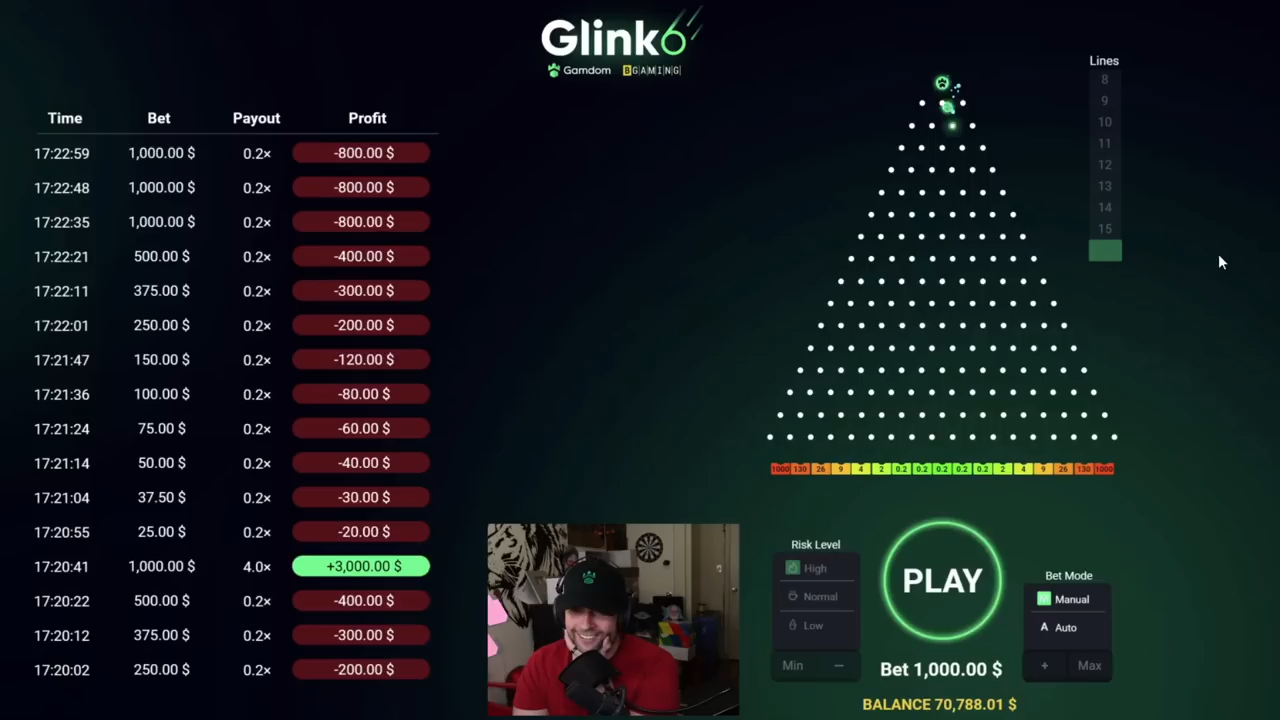 Glink6
Gamdom BGAMING
Time Bet Payout Profit
17:22:59 1,000.00 $ 0.2× -800.00 $
17:22:48 1,000.00 $ 0.2× -800.00 $
17:22:35 1,000.00 $ 0.2× -800.00 $
17:22:21 500.00 $ 0.2× -400.00 $
17:22:11 375.00 $ 0.2× -300.00 $
17:22:01 250.00 $ 0.2× -200.00 $
17:21:47 150.00 $ 0.2× -120.00 $
17:21:36 100.00 $ 0.2× -80.00 $
17:21:24 75.00 $ 0.2× -60.00 $
17:21:14 50.00 $ 0.2× -40.00 $
17:21:04 37.50 $ 0.2× -30.00 $
17:20:55 25.00 $ 0.2× -20.00 $
17:20:41 1,000.00 $ 4.0× +3,000.00 $
17:20:22 500.00 $ 0.2× -400.00 $
17:20:12 375.00 $ 0.2× -300.00 $
17:20:02 250.00 $ 0.2× -200.00 $
Lines
8
9
10
11
12
13
14
15
1000 130 26 9 4 2 0.2 0.2 0.2 0.2 0.2 2 4 9 26 130 1000
Risk Level
High
Normal
Low
Min −
PLAY
Bet 1,000.00 $
BALANCE 70,788.01 $
Bet Mode
M Manual
A Auto
+ Max